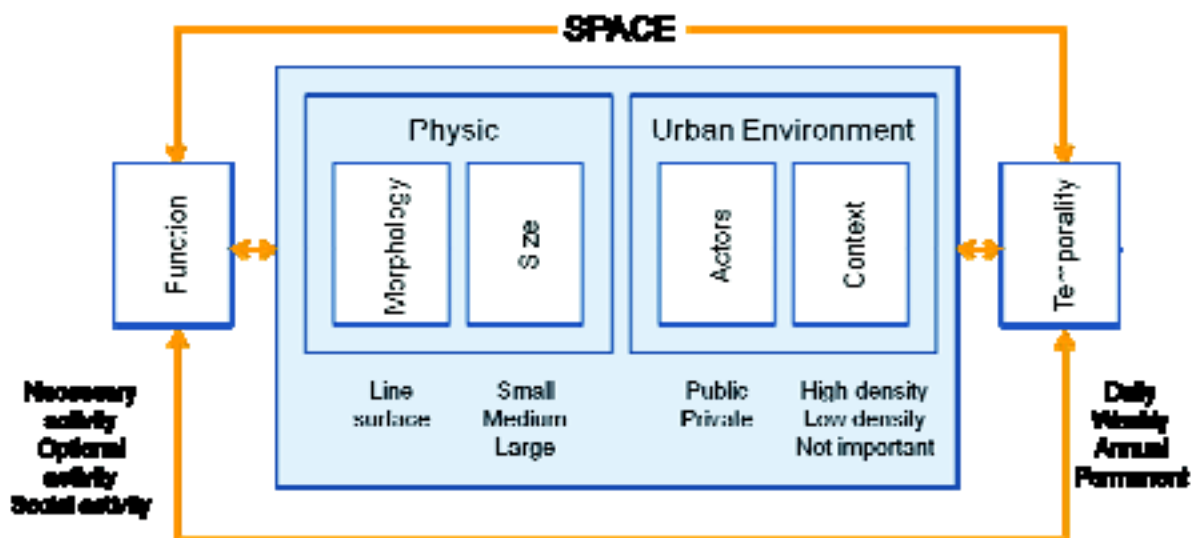 SPACE
Physic
Urban Environment
Function
Morphology
Size
Actors
Context
Temporality
Necessary
activity
Optional
activity
Social activity
Line
surface
Small
Medium
Large
Public
Private
High density
Low density
Not important
Daily
Weekly
Annual
Permanent